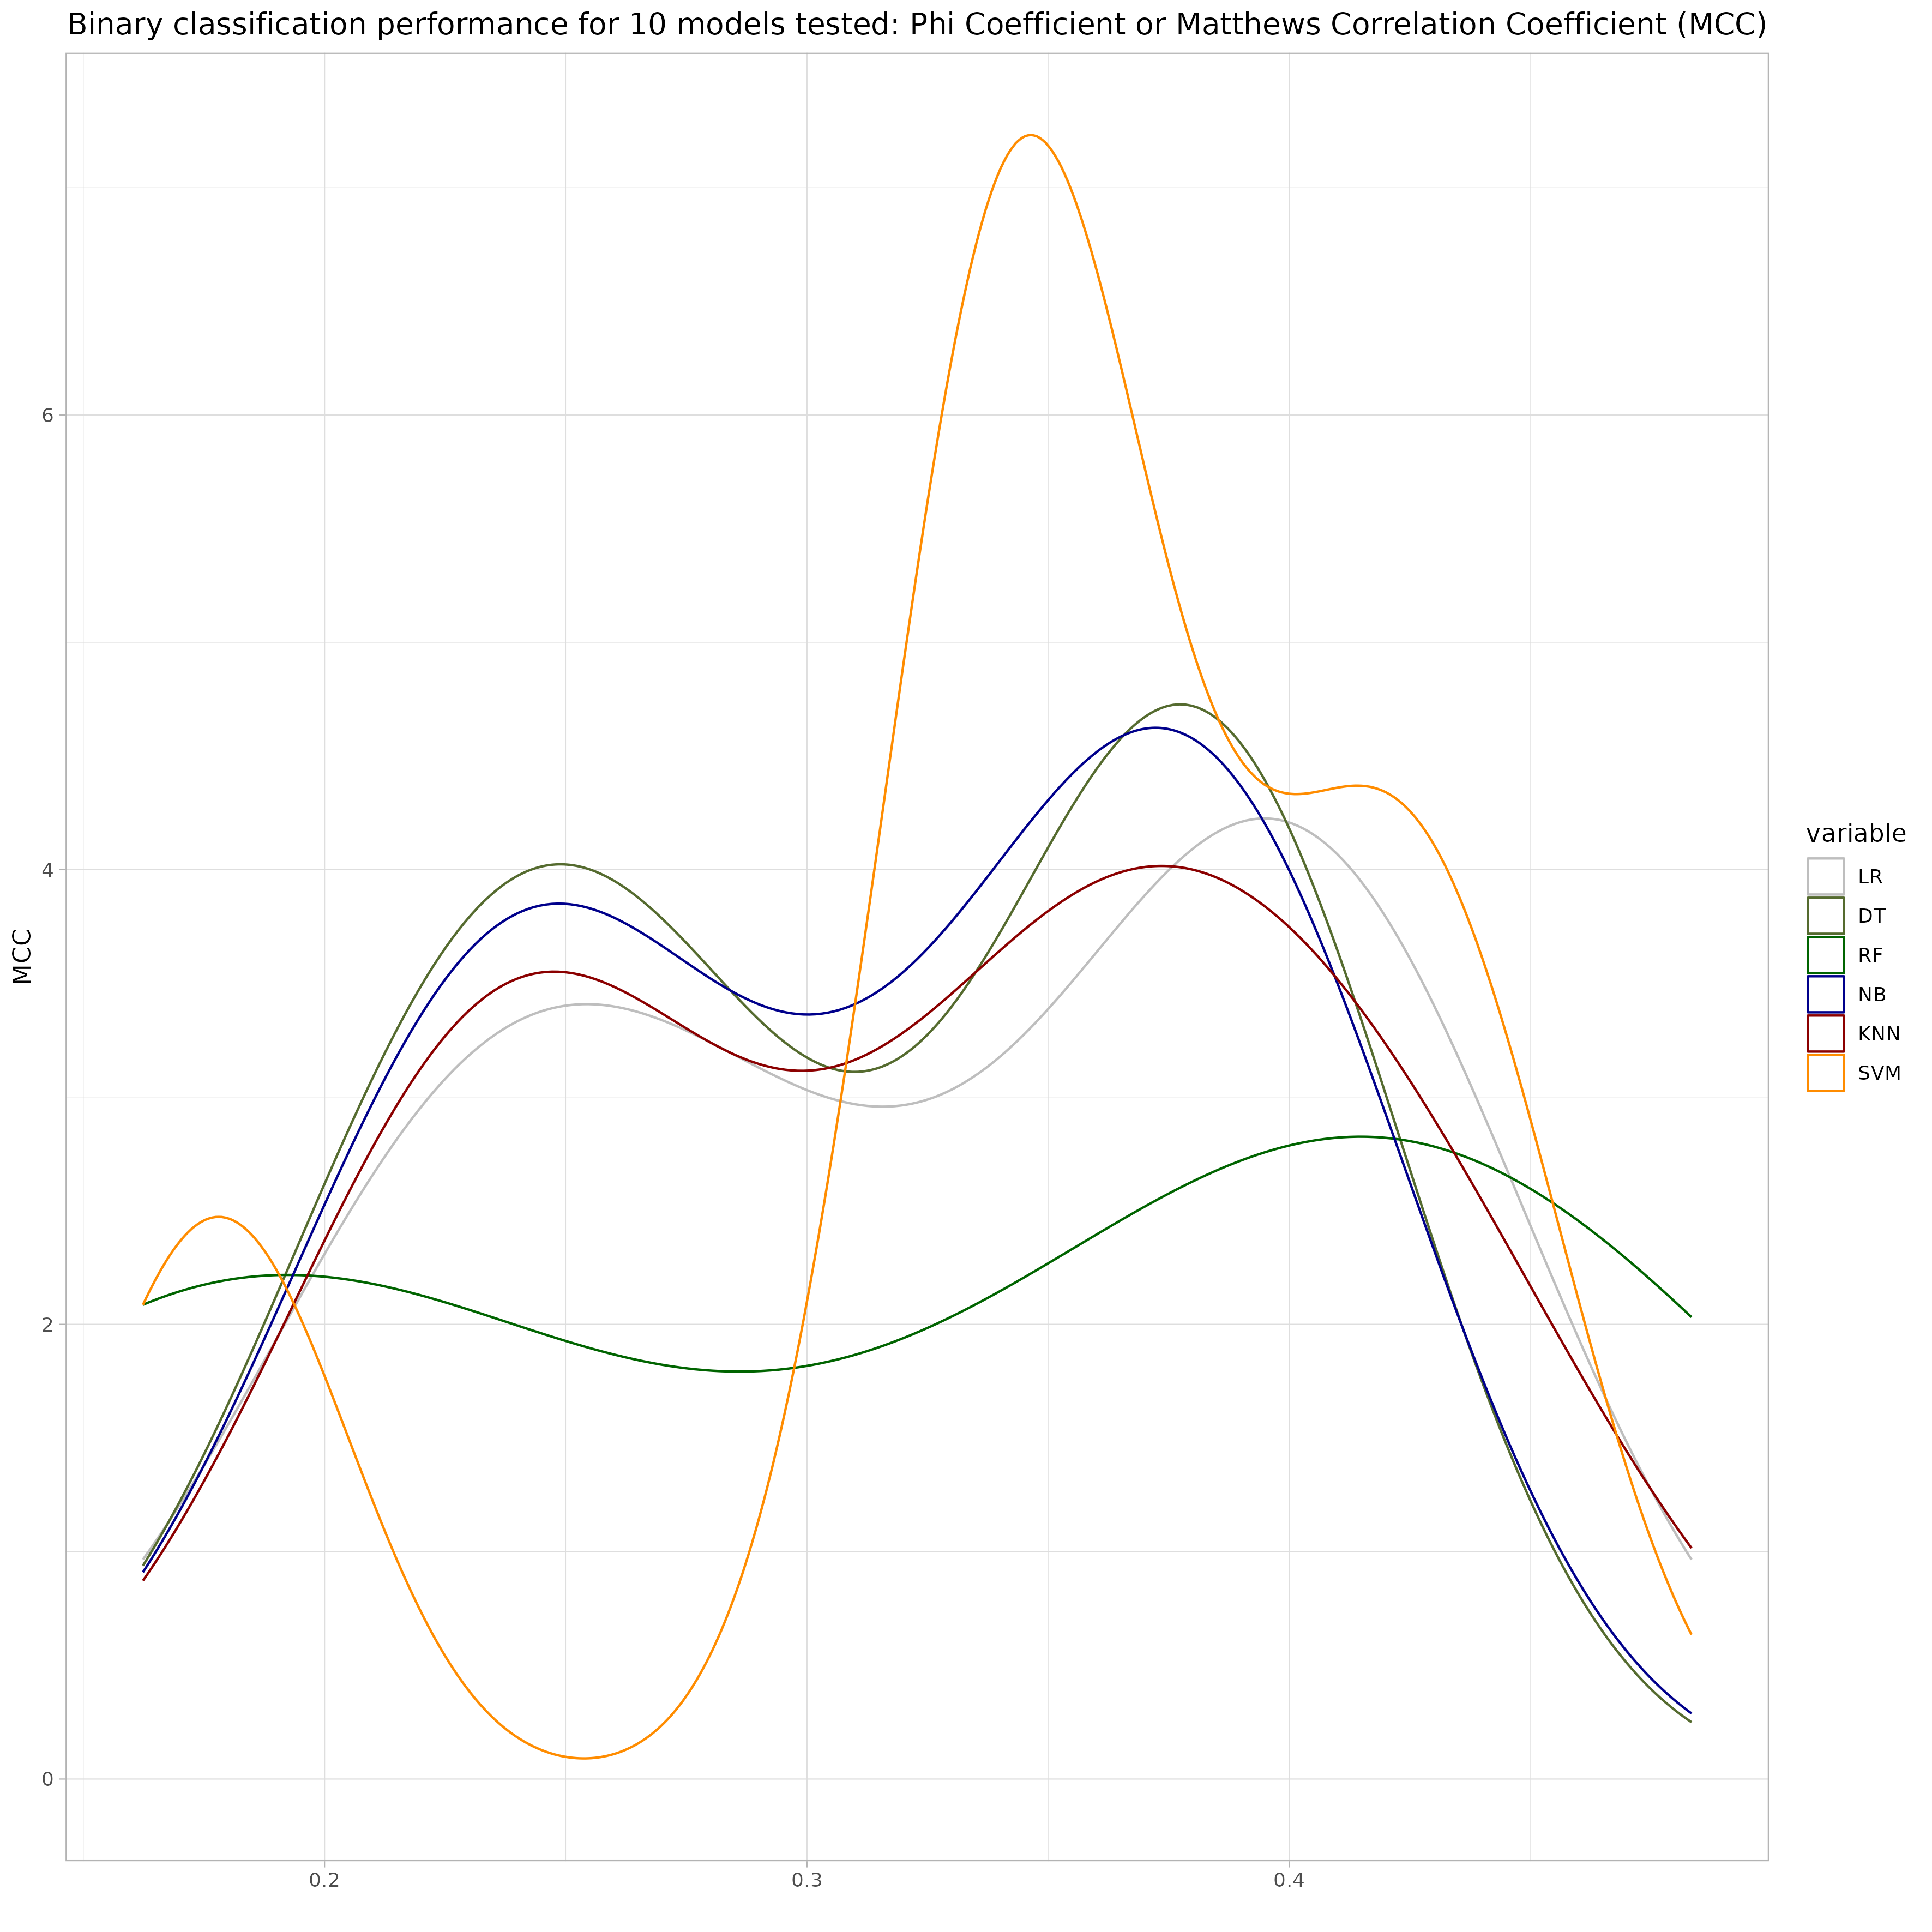 Binary classification performance for 10 models tested: Phi Coefficient or Matthews Correlation Coefficient (MCC)
MCC
6
4
2
0
0.2
0.3
0.4
variable
LR
DT
RF
NB
KNN
SVM